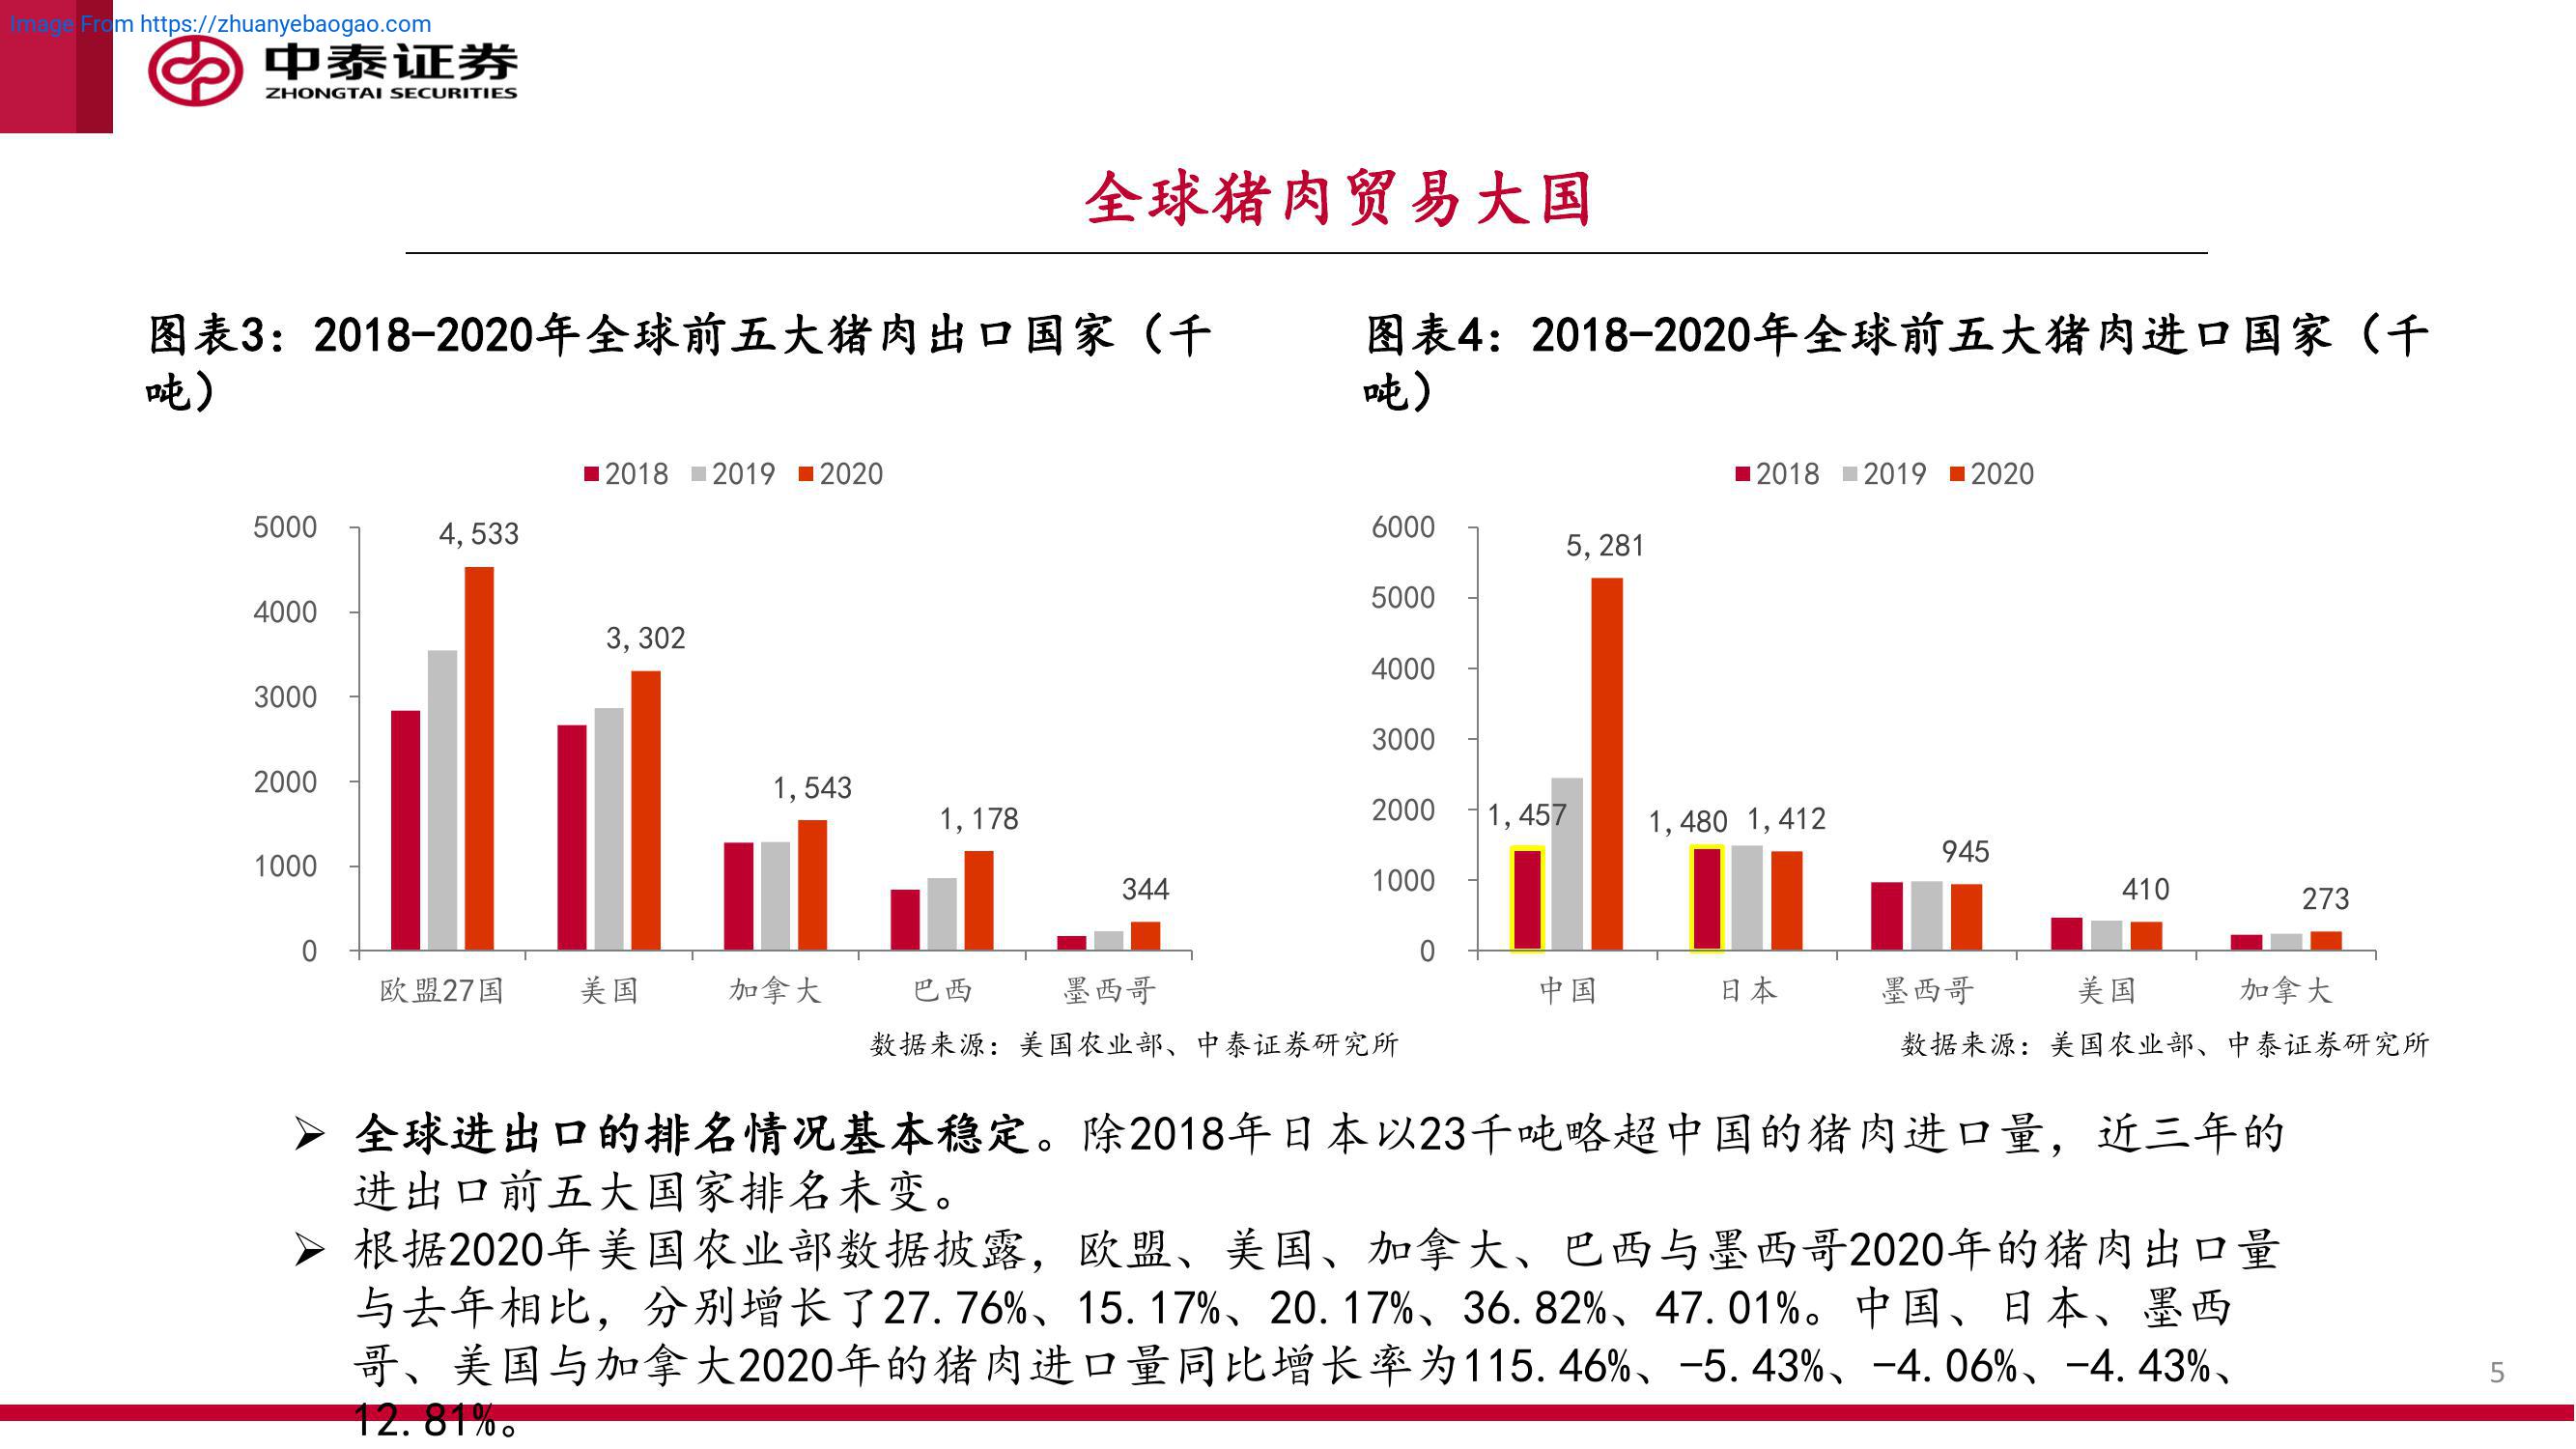 Image From https://zhuanyebaogao.com
中泰证券
ZHONGTAI SECURITIES
全球猪肉贸易大国
图表3：2018-2020年全球前五大猪肉出口国家（千
吨）
2018 2019 2020
5000
4000
3000
2000
1000
0
4,533
3,302
1,543
1,178
344
欧盟27国 美国 加拿大 巴西 墨西哥
数据来源：美国农业部、中泰证券研究所
图表4：2018-2020年全球前五大猪肉进口国家（千
吨）
2018 2019 2020
6000
5000
4000
3000
2000
1000
0
1,457
5,281
1,480 1,412
945
410
273
中国 日本 墨西哥 美国 加拿大
数据来源：美国农业部、中泰证券研究所
➢ 全球进出口的排名情况基本稳定。除2018年日本以23千吨略超中国的猪肉进口量，近三年的
进出口前五大国家排名未变。
➢ 根据2020年美国农业部数据披露，欧盟、美国、加拿大、巴西与墨西哥2020年的猪肉出口量
与去年相比，分别增长了27.76%、15.17%、20.17%、36.82%、47.01%。中国、日本、墨西
哥、美国与加拿大2020年的猪肉进口量同比增长率为115.46%、-5.43%、-4.06%、-4.43%、
12.81%。
5